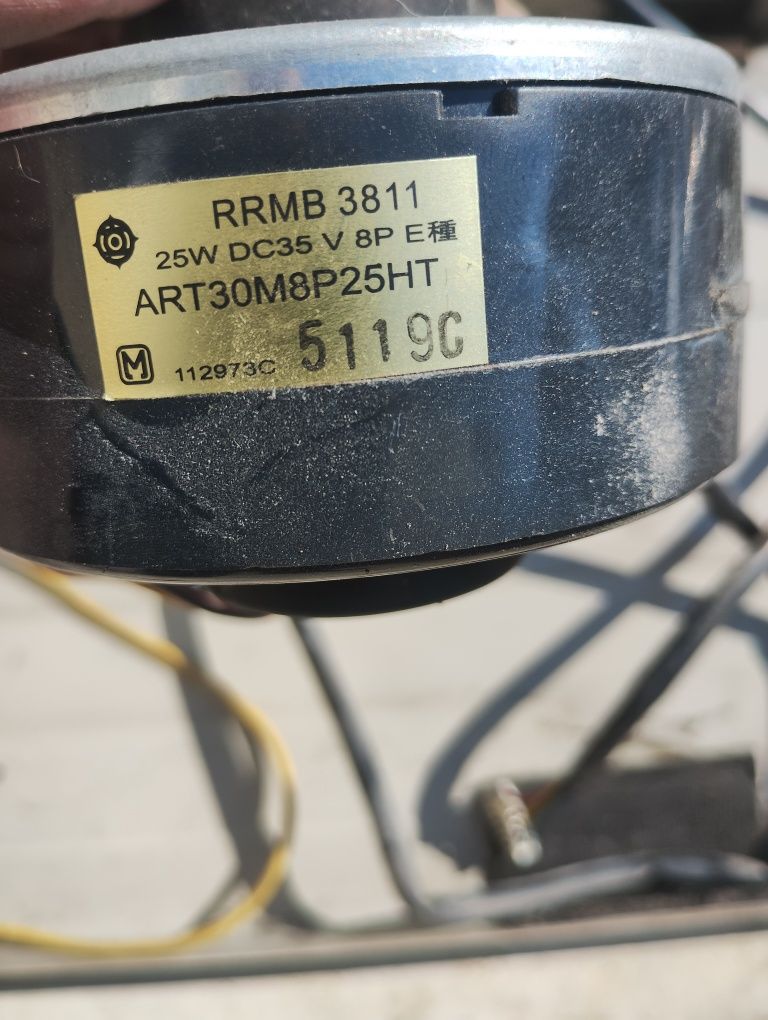 RRMB 3811
25W DC35 V 8P E種
ART30M8P25HT
M 112973C 5119C